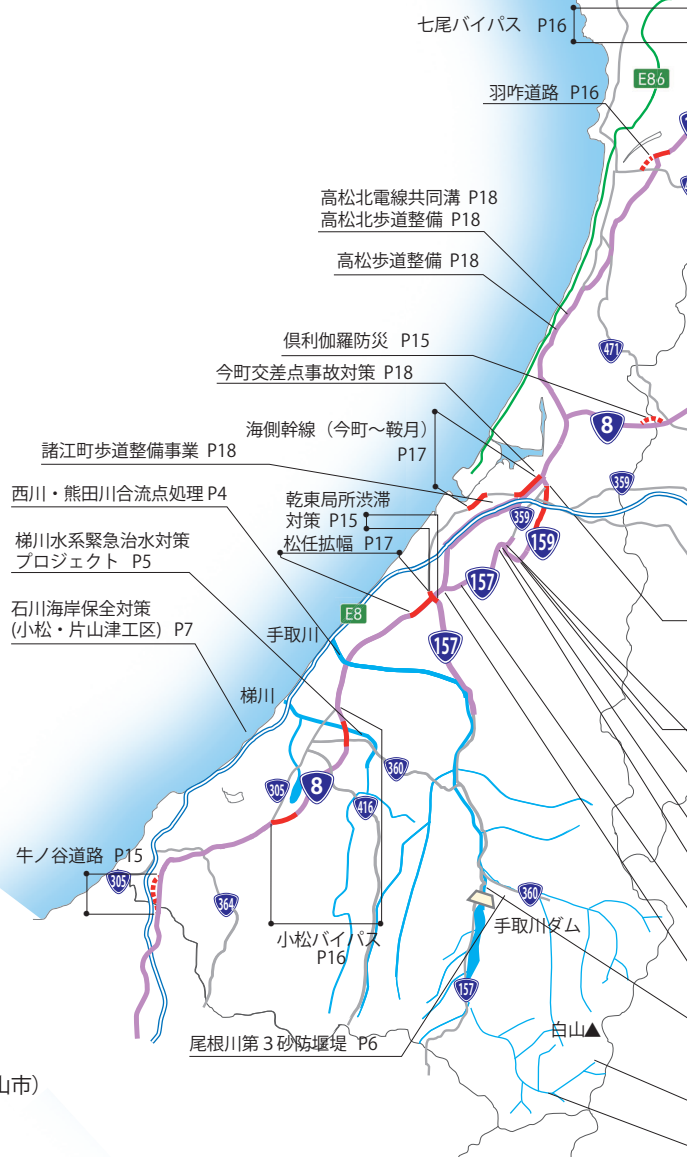 七尾バイパス P16
E86
羽咋道路 P16
高松北電線共同溝 P18
高松北歩道整備 P18
高松歩道整備 P18
倶利伽羅防災 P15
471
今町交差点事故対策 P18
8
海側幹線（今町～鞍月）
P17
諸江町歩道整備事業 P18
359
西川・熊田川合流点処理 P4
乾東局所渋滞
対策 P15
359
159
梯川水系緊急治水対策
プロジェクト P5
松任拡幅 P17
157
石川海岸保全対策
(小松・片山津工区) P7
E8
手取川
157
梯川
305
8
360
416
牛ノ谷道路 P15
305
364
360
手取川ダム
小松バイパス
P16
157
白山▲
尾根川第３砂防堰堤 P6
山市）